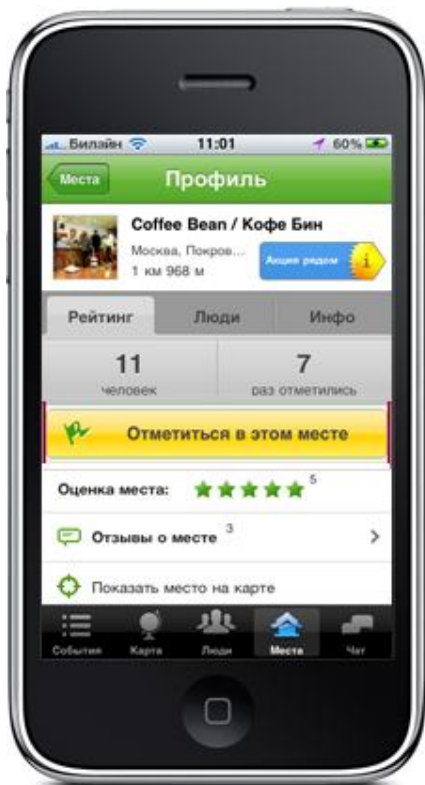 Билайн 11:01 60%
Места Профиль
Coffee Bean / Кофе Бин
Москва, Покров...
1 км 968 м
Акция рядом i
Рейтинг Люди Инфо
11 7
человек раз отметились
Отметиться в этом месте
Оценка места: 5
Отзывы о месте 3
Показать место на карте
События Карта Люди Места Чат